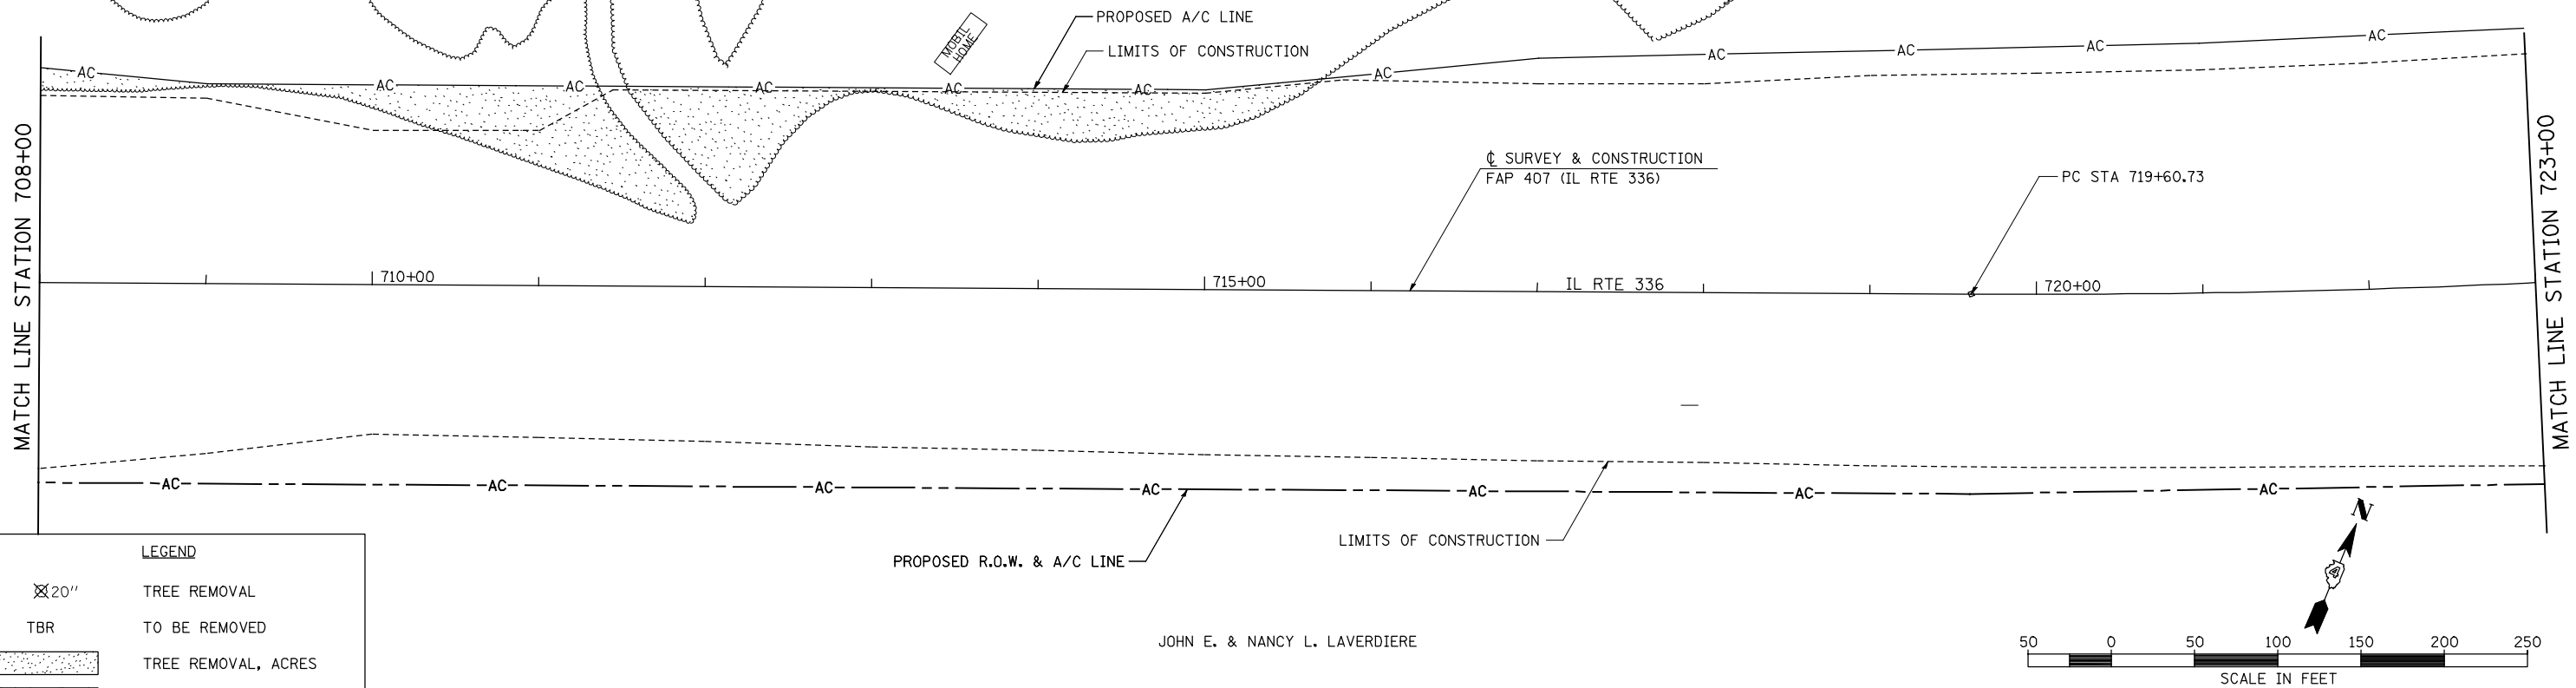 PROPOSED A/C LINE
MOBIL
HOME
LIMITS OF CONSTRUCTION
AC
AC
AC
AC
AC
AC
AC
AC
AC
AC
AC
MATCH LINE STATION 708+00
MATCH LINE STATION 723+00
℄ SURVEY & CONSTRUCTION
FAP 407 (IL RTE 336)
PC STA 719+60.73
710+00
715+00
IL RTE 336
720+00
AC
AC
AC
AC
AC
AC
AC
N
LIMITS OF CONSTRUCTION
PROPOSED R.O.W. & A/C LINE
LEGEND
20" TREE REMOVAL
TBR TO BE REMOVED
TREE REMOVAL, ACRES
JOHN E. & NANCY L. LAVERDIERE
4
50 0 50 100 150 200 250
SCALE IN FEET